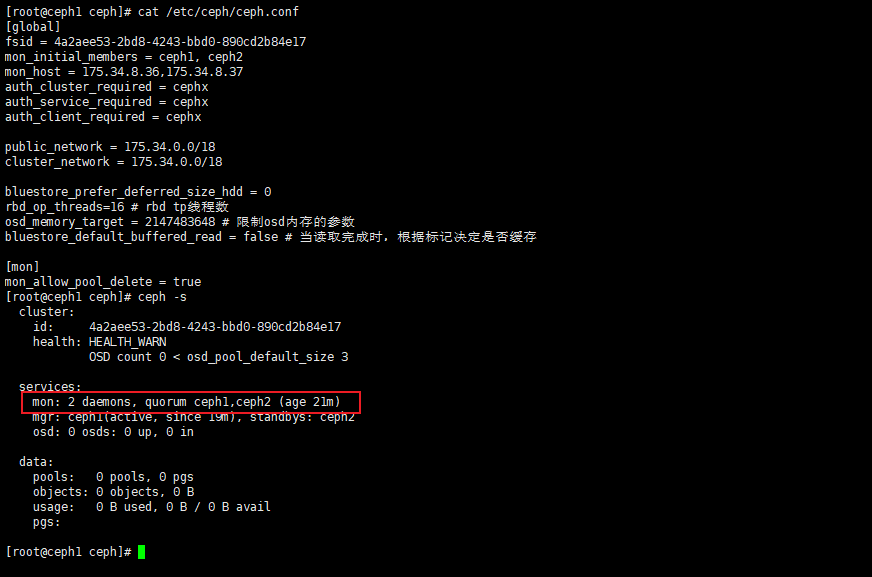 [root@ceph1 ceph]# cat /etc/ceph/ceph.conf
[global]
fsid = 4a2aee53-2bd8-4243-bbd0-890cd2b84e17
mon_initial_members = ceph1, ceph2
mon_host = 175.34.8.36,175.34.8.37
auth_cluster_required = cephx
auth_service_required = cephx
auth_client_required = cephx
public_network = 175.34.0.0/18
cluster_network = 175.34.0.0/18
bluestore_prefer_deferred_size_hdd = 0
rbd_op_threads=16 # rbd tp线程数
osd_memory_target = 2147483648 # 限制osd内存的参数
bluestore_default_buffered_read = false # 当读取完成时, 根据标记决定是否缓存
[mon]
mon_allow_pool_delete = true
[root@ceph1 ceph]# ceph -s
cluster:
id: 4a2aee53-2bd8-4243-bbd0-890cd2b84e17
health: HEALTH_WARN
OSD count 0 < osd_pool_default_size 3
services:
mon: 2 daemons, quorum ceph1,ceph2 (age 21m)
mgr: ceph1(active, since 19m), standbys: ceph2
osd: 0 osds: 0 up, 0 in
data:
pools: 0 pools, 0 pgs
objects: 0 objects, 0 B
usage: 0 B used, 0 B / 0 B avail
pgs:
[root@ceph1 ceph]#